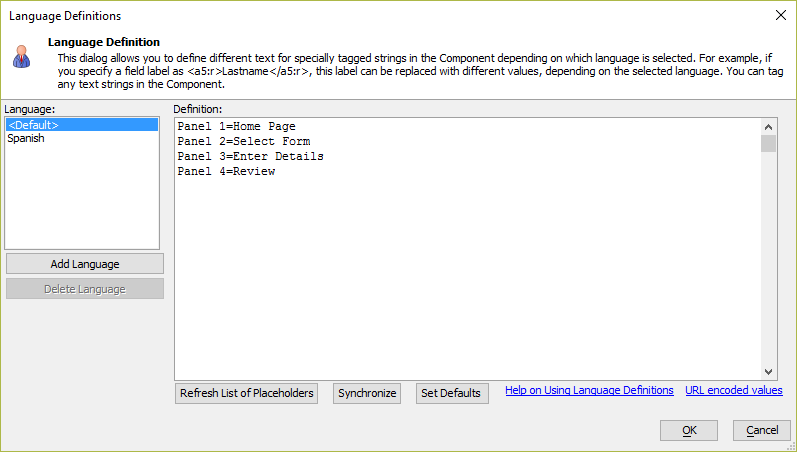 Language Definitions
Language Definition
This dialog allows you to define different text for specially tagged strings in the Component depending on which language is selected. For example, if
you specify a field label as <a5:r>Lastname</a5:r>, this label can be replaced with different values, depending on the selected language. You can tag
any text strings in the Component.
Language:
Definition:
<Default>
Spanish
Panel 1=Home Page
Panel 2=Select Form
Panel 3=Enter Details
Panel 4=Review
Add Language
Delete Language
Refresh List of Placeholders
Synchronize
Set Defaults
Help on Using Language Definitions
URL encoded values
OK
Cancel